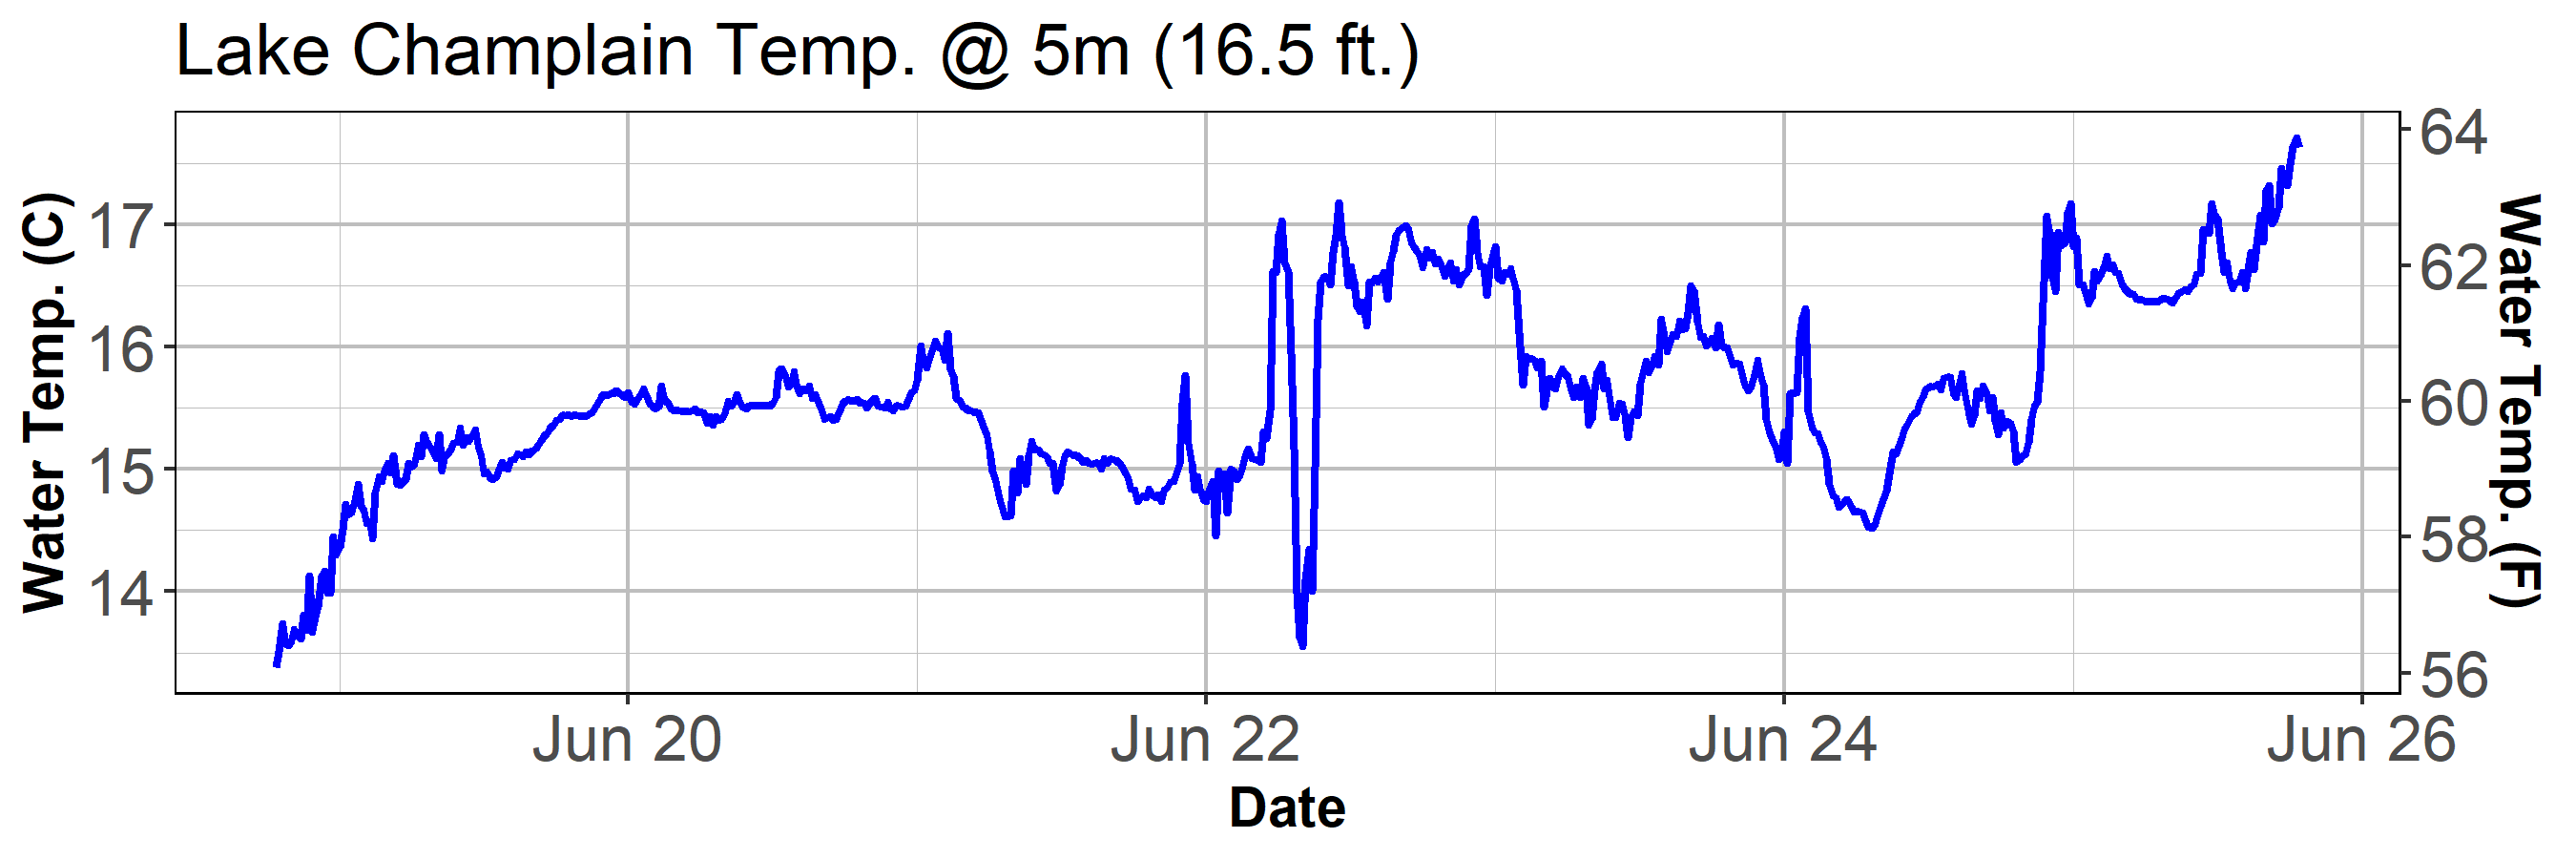 Lake Champlain Temp. @ 5m (16.5 ft.)
Water Temp. (C)
17
16
15
14
64
62
60
58
56
Water Temp. (F)
Jun 20
Jun 22
Jun 24
Jun 26
Date